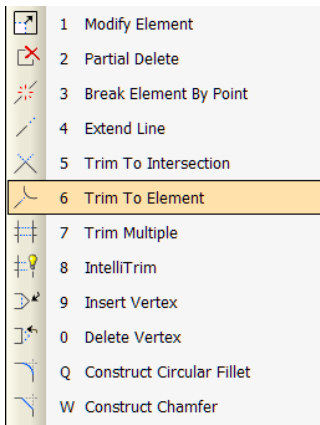 1 Modify Element
2 Partial Delete
3 Break Element By Point
4 Extend Line
5 Trim To Intersection
6 Trim To Element
7 Trim Multiple
8 IntelliTrim
9 Insert Vertex
0 Delete Vertex
Q Construct Circular Fillet
W Construct Chamfer